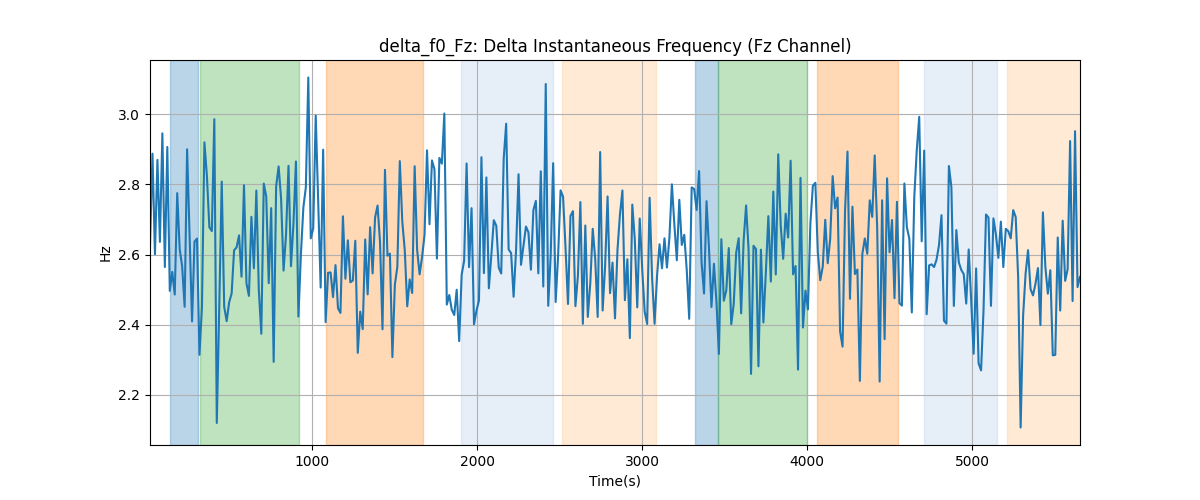 delta_f0_Fz: Delta Instantaneous Frequency (Fz Channel)
3.0
2.8
2.6
2.4
2.2
Hz
1000 2000 3000 4000 5000
Time(s)